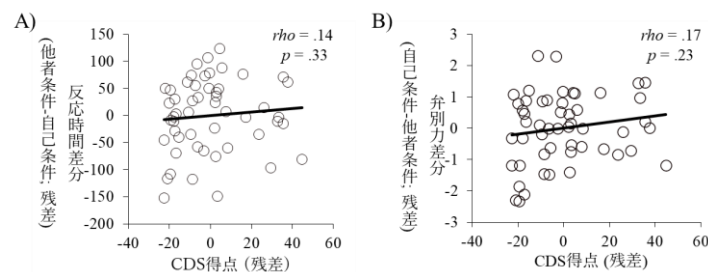 A)
rho = .14
p = .33
(他者条件-自己条件; 残差)
反応時間差分
150
100
50
0
-50
-100
-150
-200
-40
-20
0
20
40
60
CDS得点 (残差)
B)
rho = .17
p = .23
(自己条件-他者条件; 残差)
弁別力差分
3
2
1
0
-1
-2
-3
-40
-20
0
20
40
60
CDS得点 (残差)